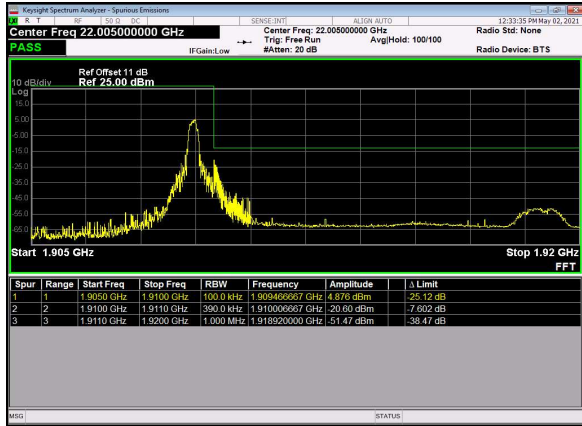 Keysight Spectrum Analyzer - Spurious Emissions
R T RF 50 Ω DC SENSE:INT ALIGN AUTO 12:33:35 PM May 02, 2021
Center Freq 22.005000000 GHz Center Freq: 22.005000000 GHz Radio Std: None
Trig: Free Run Avg|Hold: 100/100
PASS IFGain:Low #Atten: 20 dB Radio Device: BTS
Ref Offset 11 dB
10 dB/div Ref 25.00 dBm
Log
15.0
5.00
-5.00
-15.0
-25.0
-35.0
-45.0
-55.0
-65.0
Start 1.905 GHz Stop 1.92 GHz
FFT
Spur Range Start Freq Stop Freq RBW Frequency Amplitude Δ Limit
1 1 1.9050 GHz 1.9100 GHz 100.0 kHz 1.909466667 GHz 4.876 dBm -25.12 dB
2 2 1.9100 GHz 1.9110 GHz 390.0 kHz 1.910006667 GHz -20.60 dBm -7.602 dB
3 3 1.9110 GHz 1.9200 GHz 1.000 MHz 1.918920000 GHz -51.47 dBm -38.47 dB
MSG STATUS